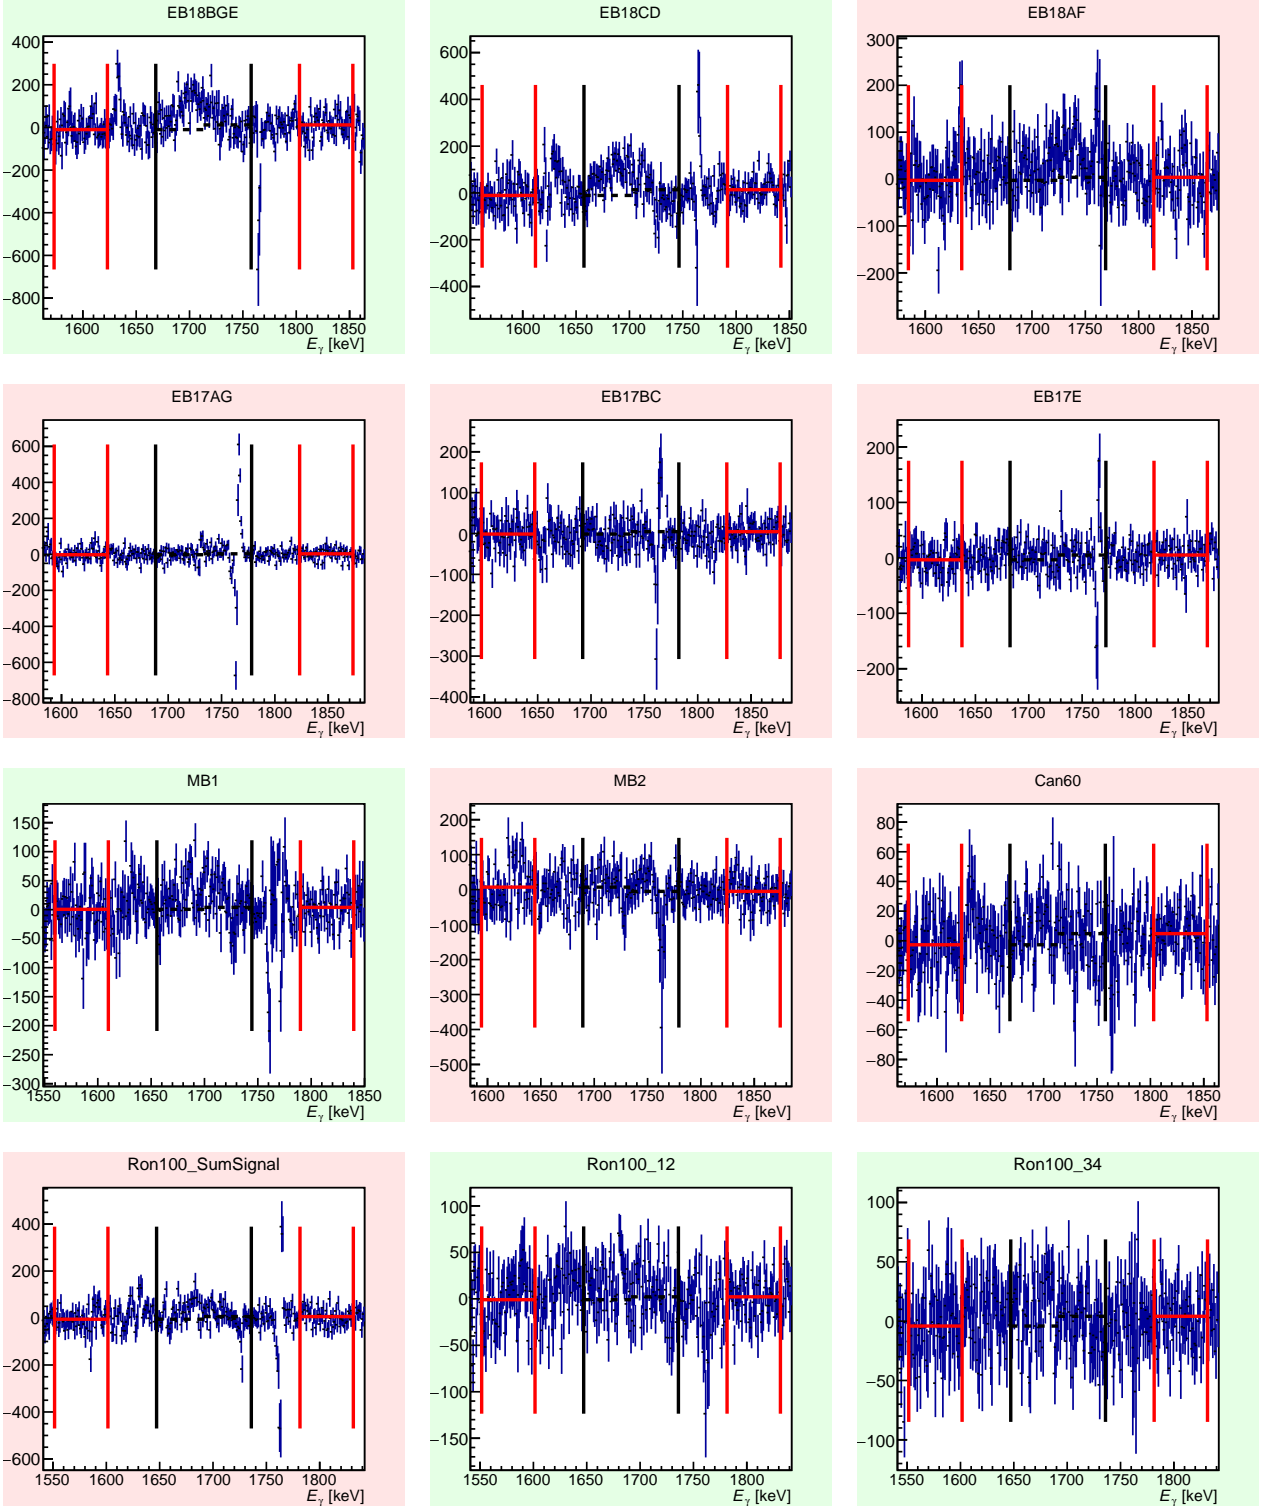 EB18BGE EB18CD EB18AF
400 200 0 −200 −400 −600 −800
1600 1650 1700 1750 1800 1850
Eγ [keV]
600 400 200 0 −200 −400
1600 1650 1700 1750 1800 1850
Eγ [keV]
300 200 100 0 −100 −200
1600 1650 1700 1750 1800 1850
Eγ [keV]
EB17AG EB17BC EB17E
600 400 200 0 −200 −400 −600 −800
1600 1650 1700 1750 1800 1850
Eγ [keV]
200 100 0 −100 −200 −300 −400
1600 1650 1700 1750 1800 1850
Eγ [keV]
200 100 0 −100 −200
1600 1650 1700 1750 1800 1850
Eγ [keV]
MB1 MB2 Can60
150 100 50 0 −50 −100 −150 −200 −250 −300
1550 1600 1650 1700 1750 1800 1850
Eγ [keV]
200 100 0 −100 −200 −300 −400 −500
1600 1650 1700 1750 1800 1850
Eγ [keV]
80 60 40 20 0 −20 −40 −60 −80
1600 1650 1700 1750 1800 1850
Eγ [keV]
Ron100_SumSignal Ron100_12 Ron100_34
400 200 0 −200 −400 −600
1550 1600 1650 1700 1750 1800
Eγ [keV]
100 50 0 −50 −100 −150
1550 1600 1650 1700 1750 1800
Eγ [keV]
100 50 0 −50 −100
1550 1600 1650 1700 1750 1800
Eγ [keV]